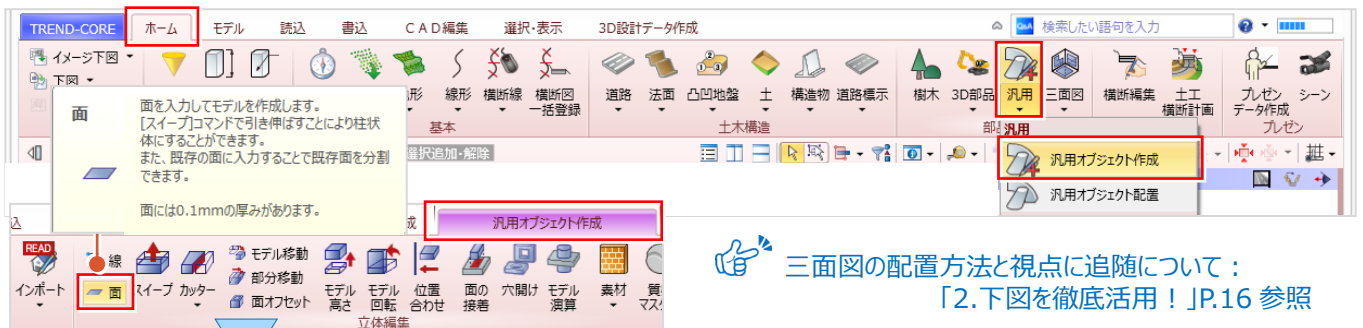 TREND-CORE ホーム モデル 読込 書込 CAD編集 選択・表示 3D設計データ作成 Q&A 検索したい語句を入力
イメージ下図
下図
形 線形 横断線 横断図 一括登録
基本
道路 法面 凸凹地盤 土 構造物 道路標示
土木構造
樹木 3D部品 汎用 三面図
横断編集 土工 横断計画
プレゼン データ作成 シーン
プレゼン
面
面を入力してモデルを作成します。
[スイープ]コマンドで引き伸ばすことにより柱状
体にすることができます。
また、既存の面に入力することで既存面を分割
できます。
面には0.1mmの厚みがあります。
選択追加・解除
汎用
汎用オブジェクト作成
汎用オブジェクト配置
込 成 汎用オブジェクト作成
READ
インポート
線
面
スイープ カッター
モデル移動
部分移動
面オフセット
モデル 高さ
モデル 回転
位置 合わせ
面の 接着
穴開け
モデル 演算
素材
立体編集
三面図の配置方法と視点に追随について：
「2.下図を徹底活用！」P.16 参照